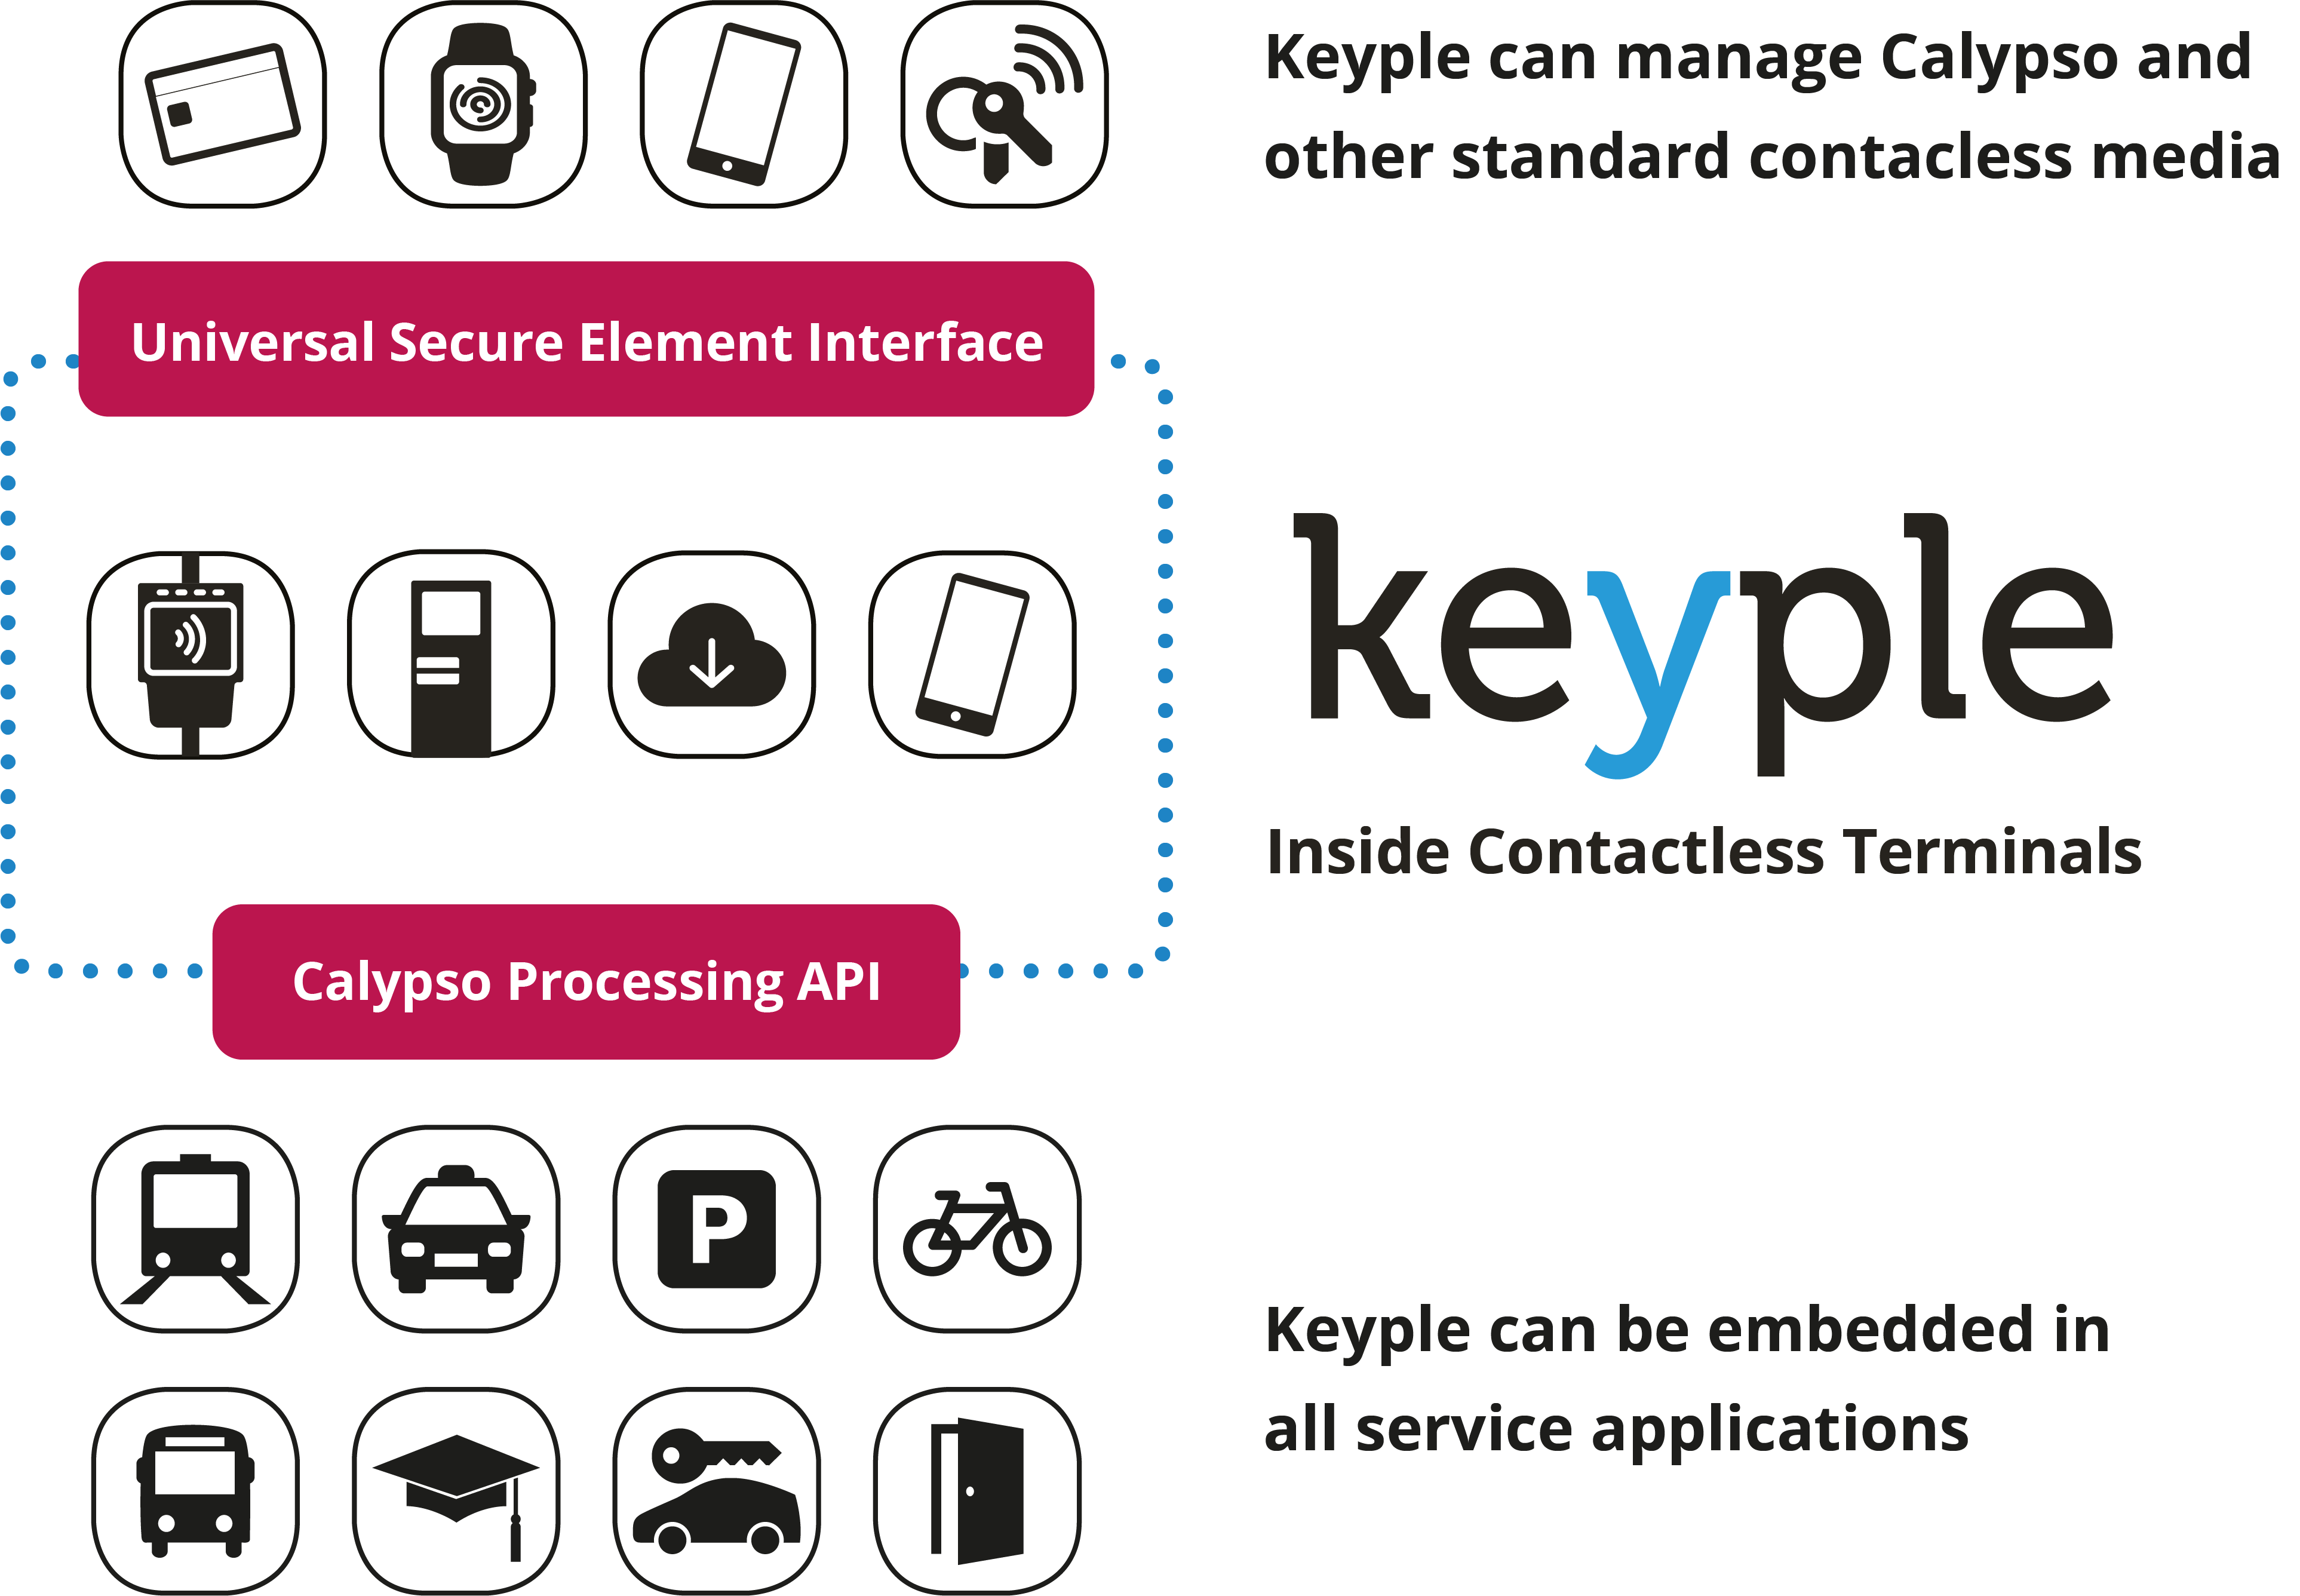 Keyple can manage Calypso and
other standard contacless media
Universal Secure Element Interface
keyple
Inside Contactless Terminals
Calypso Processing API
P
Keyple can be embedded in
all service applications